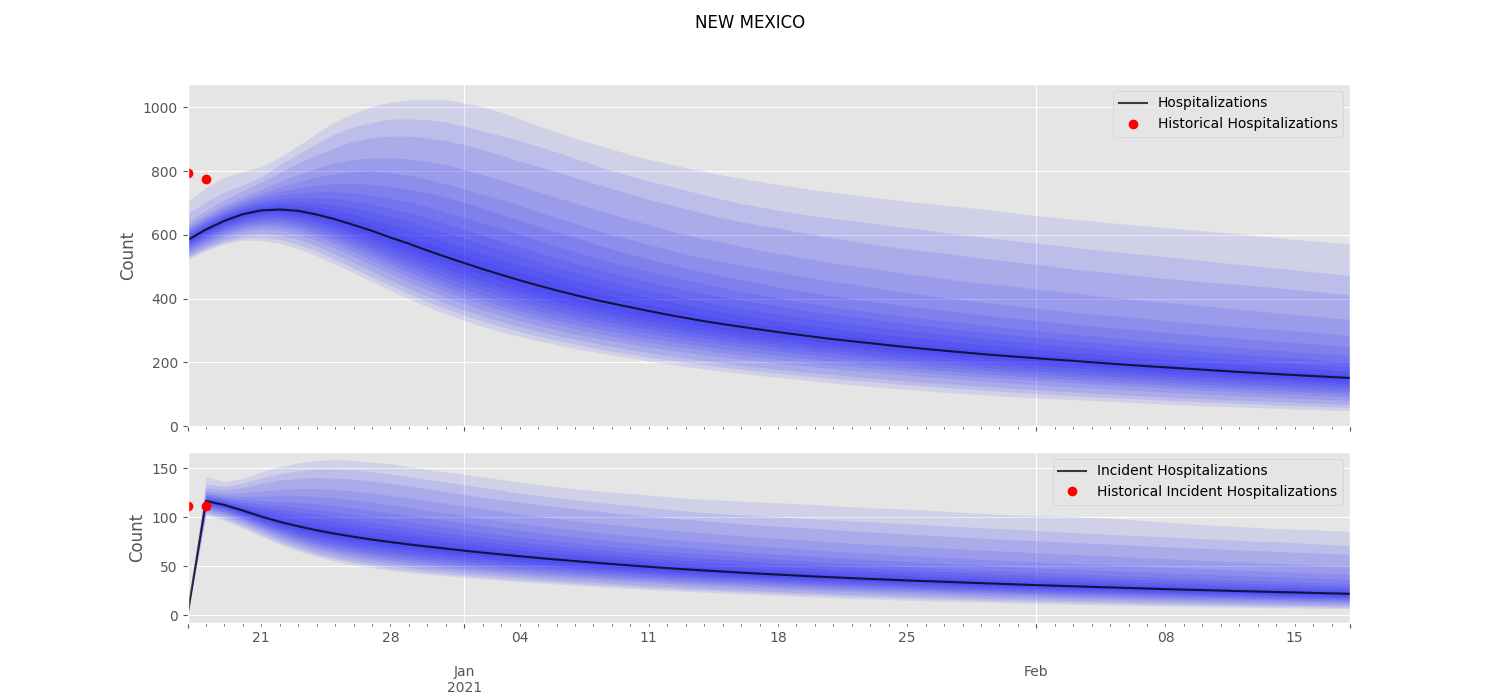 NEW MEXICO
1000
800
600
400
200
0
Count
Hospitalizations
Historical Hospitalizations
150
100
50
0
Count
Incident Hospitalizations
Historical Incident Hospitalizations
21 28 04 11 18 25 08 15
Jan Feb
2021